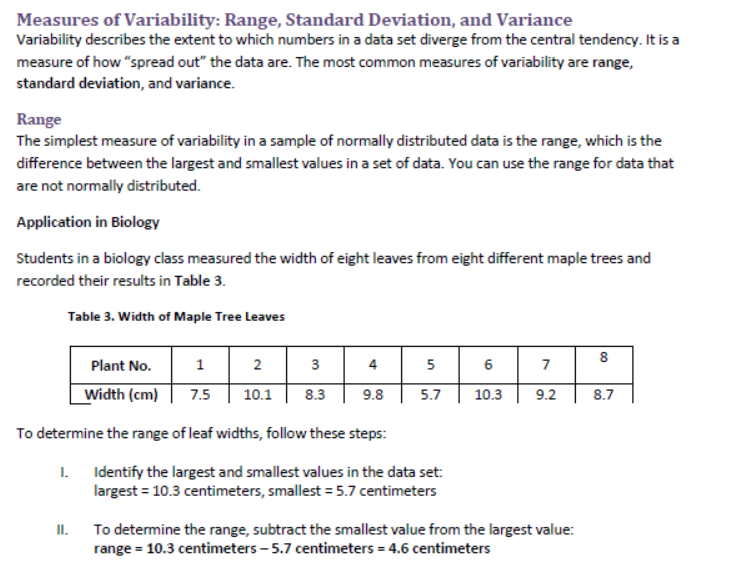 Measures of Variability: Range, Standard Deviation, and Variance
Variability describes the extent to which numbers in a data set diverge from the central tendency. It is a
measure of how "spread out" the data are. The most common measures of variability are range,
standard deviation, and variance.
Range
The simplest measure of variability in a sample of normally distributed data is the range, which is the
difference between the largest and smallest values in a set of data. You can use the range for data that
are not normally distributed.
Application in Biology
Students in a biology class measured the width of eight leaves from eight different maple trees and
recorded their results in Table 3.
Table 3. Width of Maple Tree Leaves
Plant No. 1 2 3 4 5 6 7 8
Width (cm) 7.5 10.1 8.3 9.8 5.7 10.3 9.2 8.7
To determine the range of leaf widths, follow these steps:
I. Identify the largest and smallest values in the data set:
largest = 10.3 centimeters, smallest = 5.7 centimeters
II. To determine the range, subtract the smallest value from the largest value:
range = 10.3 centimeters – 5.7 centimeters = 4.6 centimeters